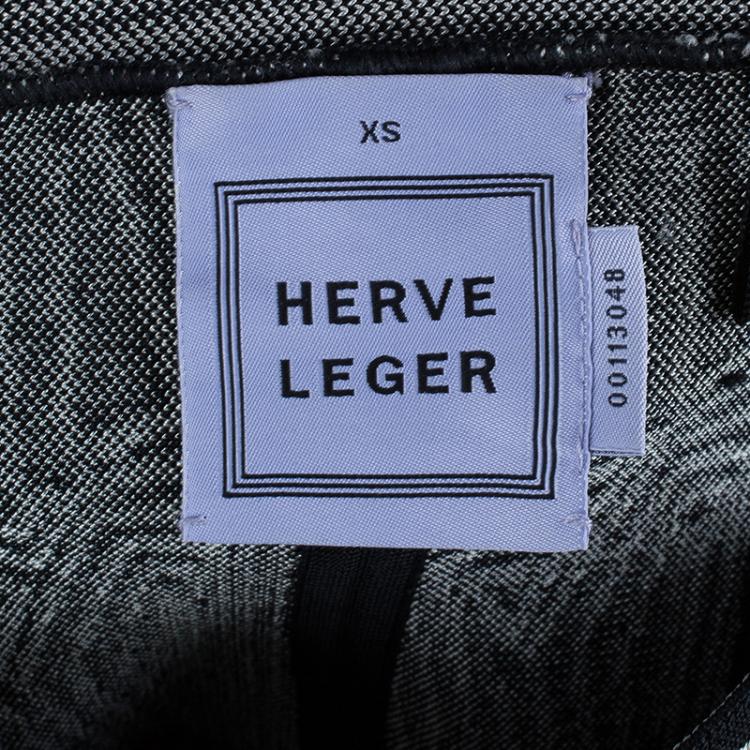 XS
HERVE
LEGER
00113048